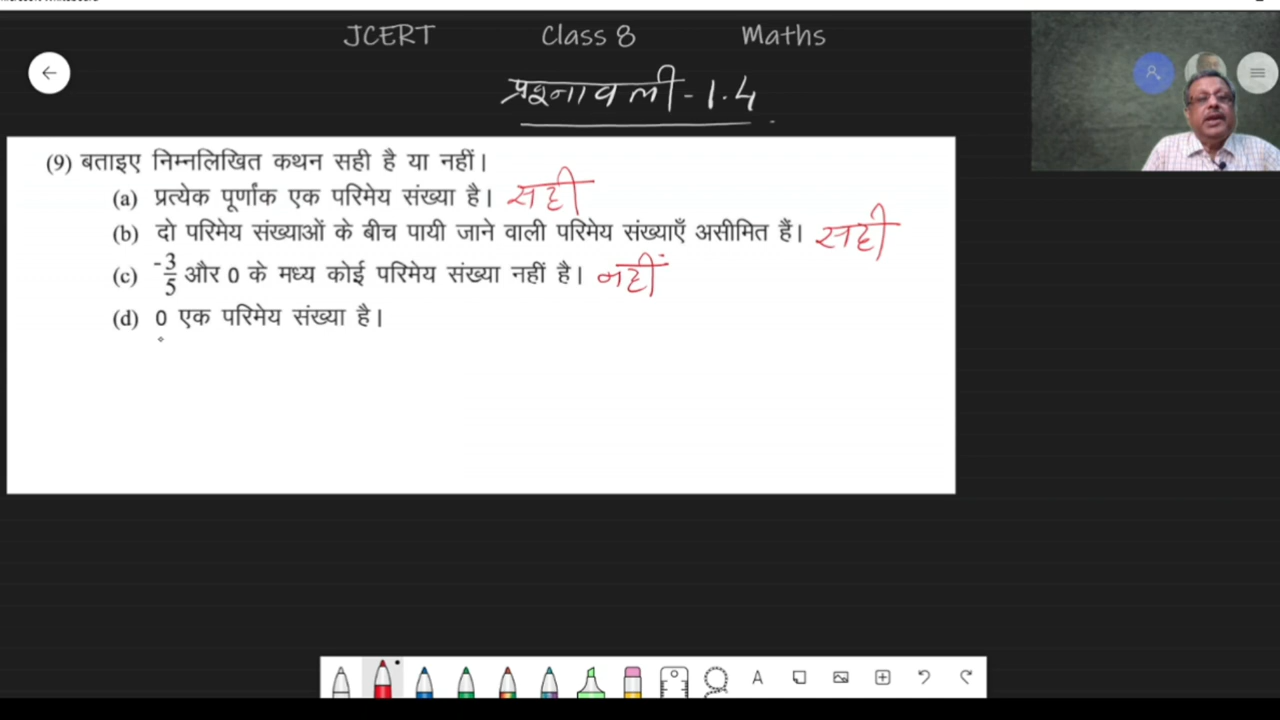 JCERT Class 8 Maths
प्रश्नावली - 1.4
(9) बताइए निम्नलिखित कथन सही है या नहीं।
(a) प्रत्येक पूर्णांक एक परिमेय संख्या है। सही
(b) दो परिमेय संख्याओं के बीच पायी जाने वाली परिमेय संख्याएँ असीमित हैं। सही
(c) -3/5 और 0 के मध्य कोई परिमेय संख्या नहीं है। नहीं
(d) 0 एक परिमेय संख्या है।
A